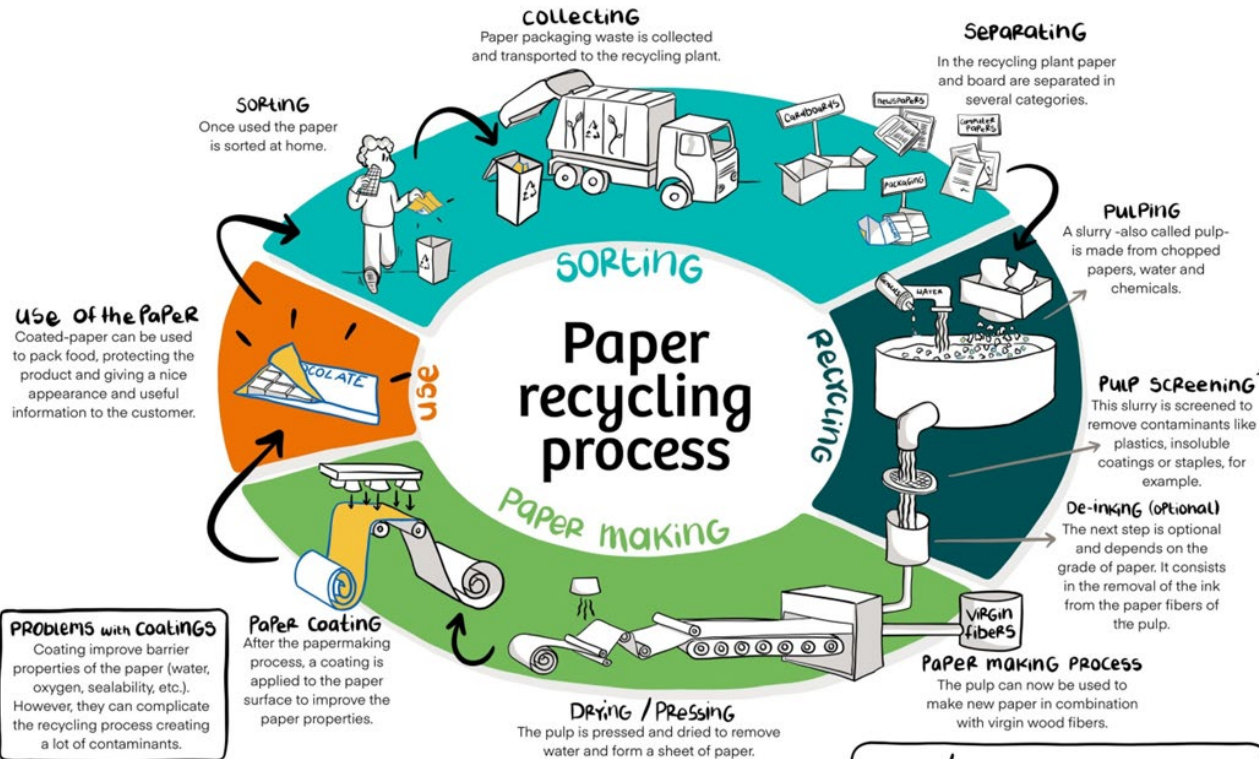 Paper
recycling
process
SORTING
RECYCLING
PAPER MAKING
USE
COLLECTING
Paper packaging waste is collected
and transported to the recycling plant.
SEPARATING
In the recycling plant paper
and board are separated in
several categories.
SORTING
Once used the paper
is sorted at home.
CARDBOARDS
NEWSPAPERS
COMPUTER
PAPERS
PACKAGING
PULPING
A slurry -also called pulp-
is made from chopped
papers, water and
chemicals.
WATER
PULP SCREENING
This slurry is screened to
remove contaminants like
plastics, insoluble
coatings or staples, for
example.
De-inking (optional)
The next step is optional
and depends on the
grade of paper. It consists
in the removal of the ink
from the paper fibers of
the pulp.
VIRGIN
fibers
PAPER MAKING PROCESS
The pulp can now be used to
make new paper in combination
with virgin wood fibers.
DRYING / PRESSING
The pulp is pressed and dried to remove
water and form a sheet of paper.
PAPER COATING
After the papermaking
process, a coating is
applied to the paper
surface to improve the
paper properties.
PROBLEMS with COATINGS
Coating improve barrier
properties of the paper (water,
oxygen, sealability, etc.).
However, they can complicate
the recycling process creating
a lot of contaminants.
USE OF the PAPER
Coated-paper can be used
to pack food, protecting the
product and giving a nice
appearance and useful
information to the customer.
OCOLATE